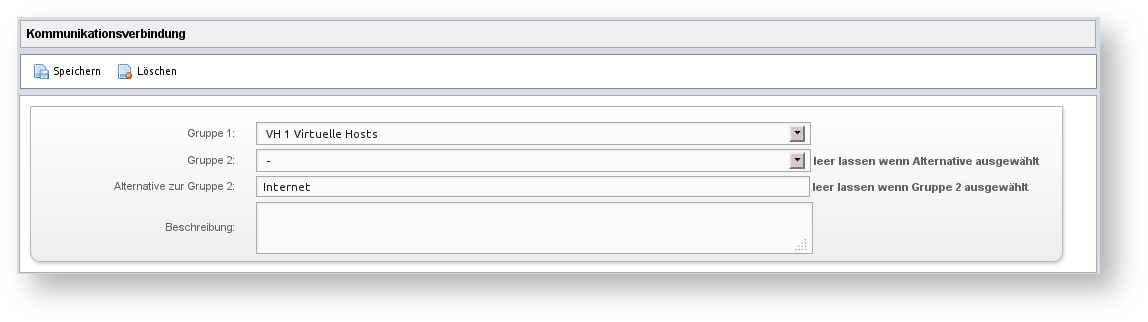 Kommunikationsverbindung
Speichern Löschen
Gruppe 1: VH 1 Virtuelle Hosts
Gruppe 2: - leer lassen wenn Alternative ausgewählt
Alternative zur Gruppe 2: Internet leer lassen wenn Gruppe 2 ausgewählt
Beschreibung: